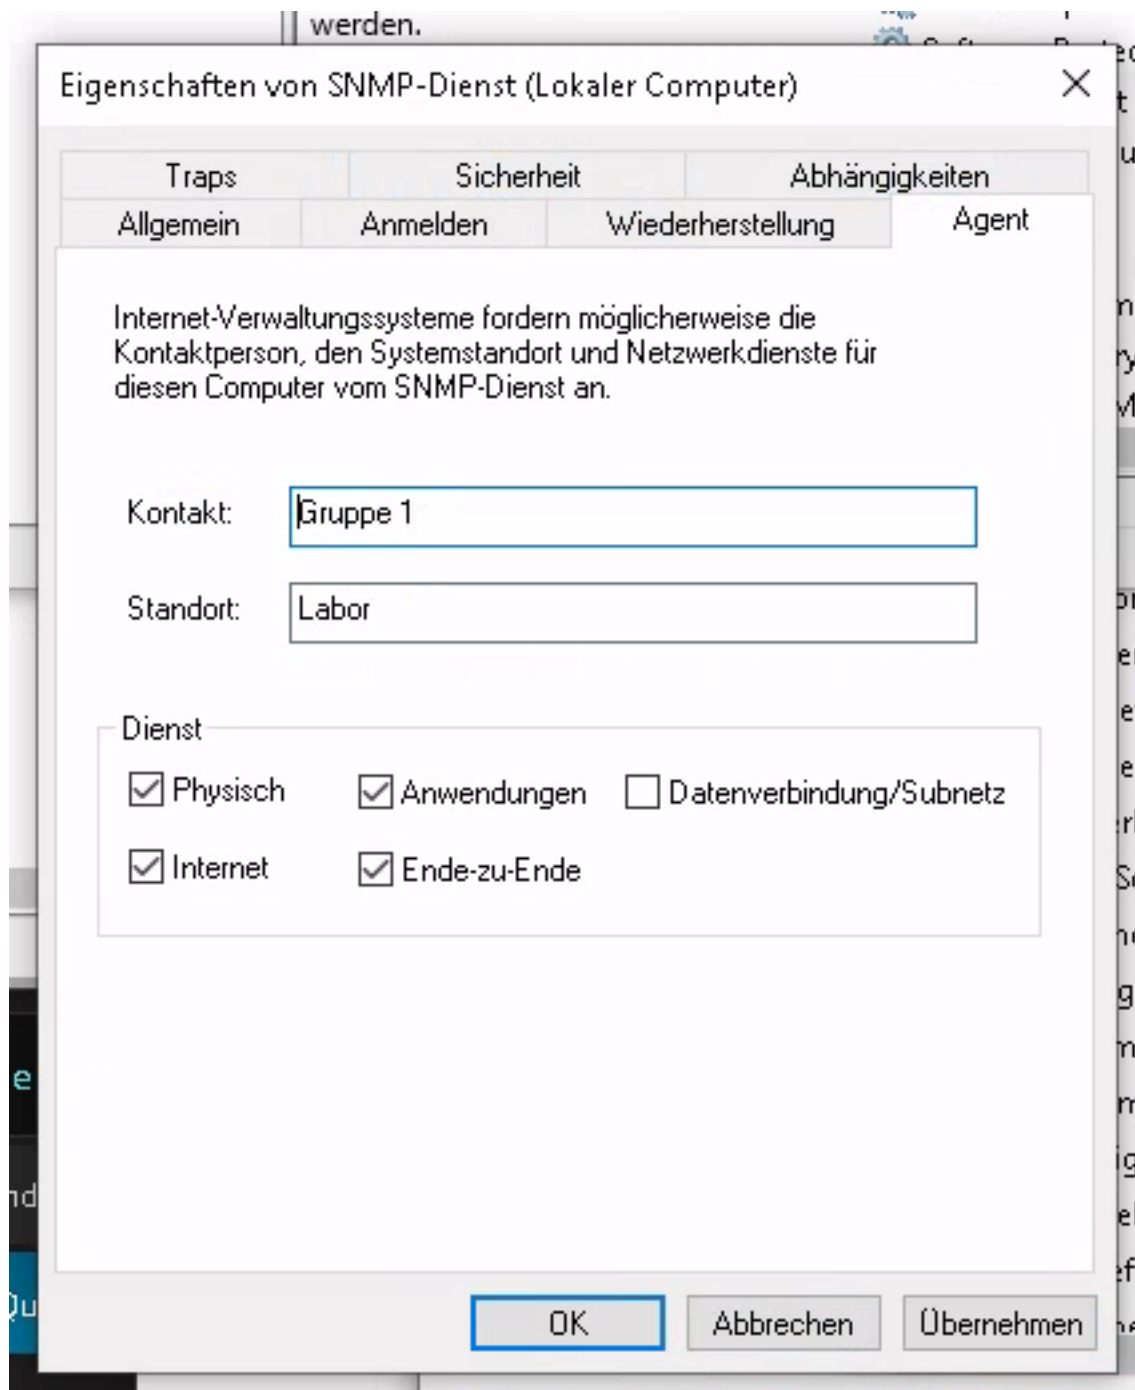 werden.
Eigenschaften von SNMP-Dienst (Lokaler Computer)
Traps
Sicherheit
Abhängigkeiten
Allgemein
Anmelden
Wiederherstellung
Agent
Internet-Verwaltungssysteme fordern möglicherweise die
Kontaktperson, den Systemstandort und Netzwerkdienste für
diesen Computer vom SNMP-Dienst an.
Kontakt:
Gruppe 1
Standort:
Labor
Dienst
Physisch
Anwendungen
Datenverbindung/Subnetz
Internet
Ende-zu-Ende
OK
Abbrechen
Übernehmen